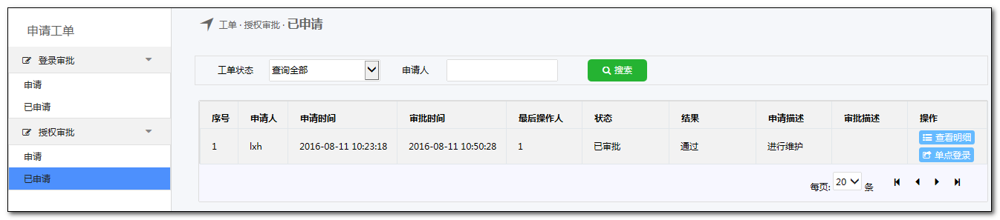 申请工单
登录审批
申请
已申请
授权审批
申请
已申请
工单 · 授权审批 · 已申请
工单状态 查询全部 申请人 搜索
序号 申请人 申请时间 审批时间 最后操作人 状态 结果 申请描述 审批描述 操作
1 lxh 2016-08-11 10:23:18 2016-08-11 10:50:28 1 已审批 通过 进行维护 查看明细
单点登录
每页: 20 条